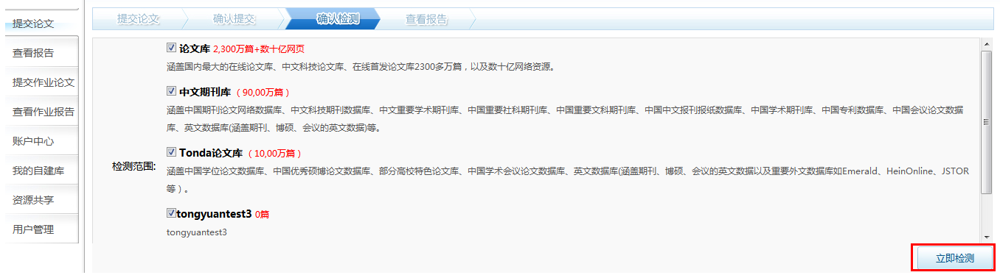 提交论文
查看报告
提交作业论文
查看作业报告
账户中心
我的自建库
资源共享
用户管理
提交论文 确认提交 确认检测 查看报告
检测范围:
论文库 2,300万篇+数十亿网页
涵盖国内最大的在线论文库、中文科技论文库、在线首发论文库2300多万篇，以及数十亿网络资源。
中文期刊库 （90,00万篇）
涵盖中国期刊论文网络数据库、中文科技期刊数据库、中文重要学术期刊库、中国重要社科期刊库、中国重要文科期刊库、中国中文报刊报纸数据库、中国学术期刊库、中国专利数据库、中国会议论文数据
库、英文数据库(涵盖期刊、博硕、会议的英文数据)等。
Tonda论文库 （10,00万篇）
涵盖中国学位论文数据库、中国优秀硕博论文数据库、部分高校特色论文库、中国学术会议论文数据库、英文数据库(涵盖期刊、博硕、会议的英文数据以及重要外文数据库如Emerald、HeinOnline、JSTOR
等）。
tongyuantest3 0篇
tongyuantest3
立即检测